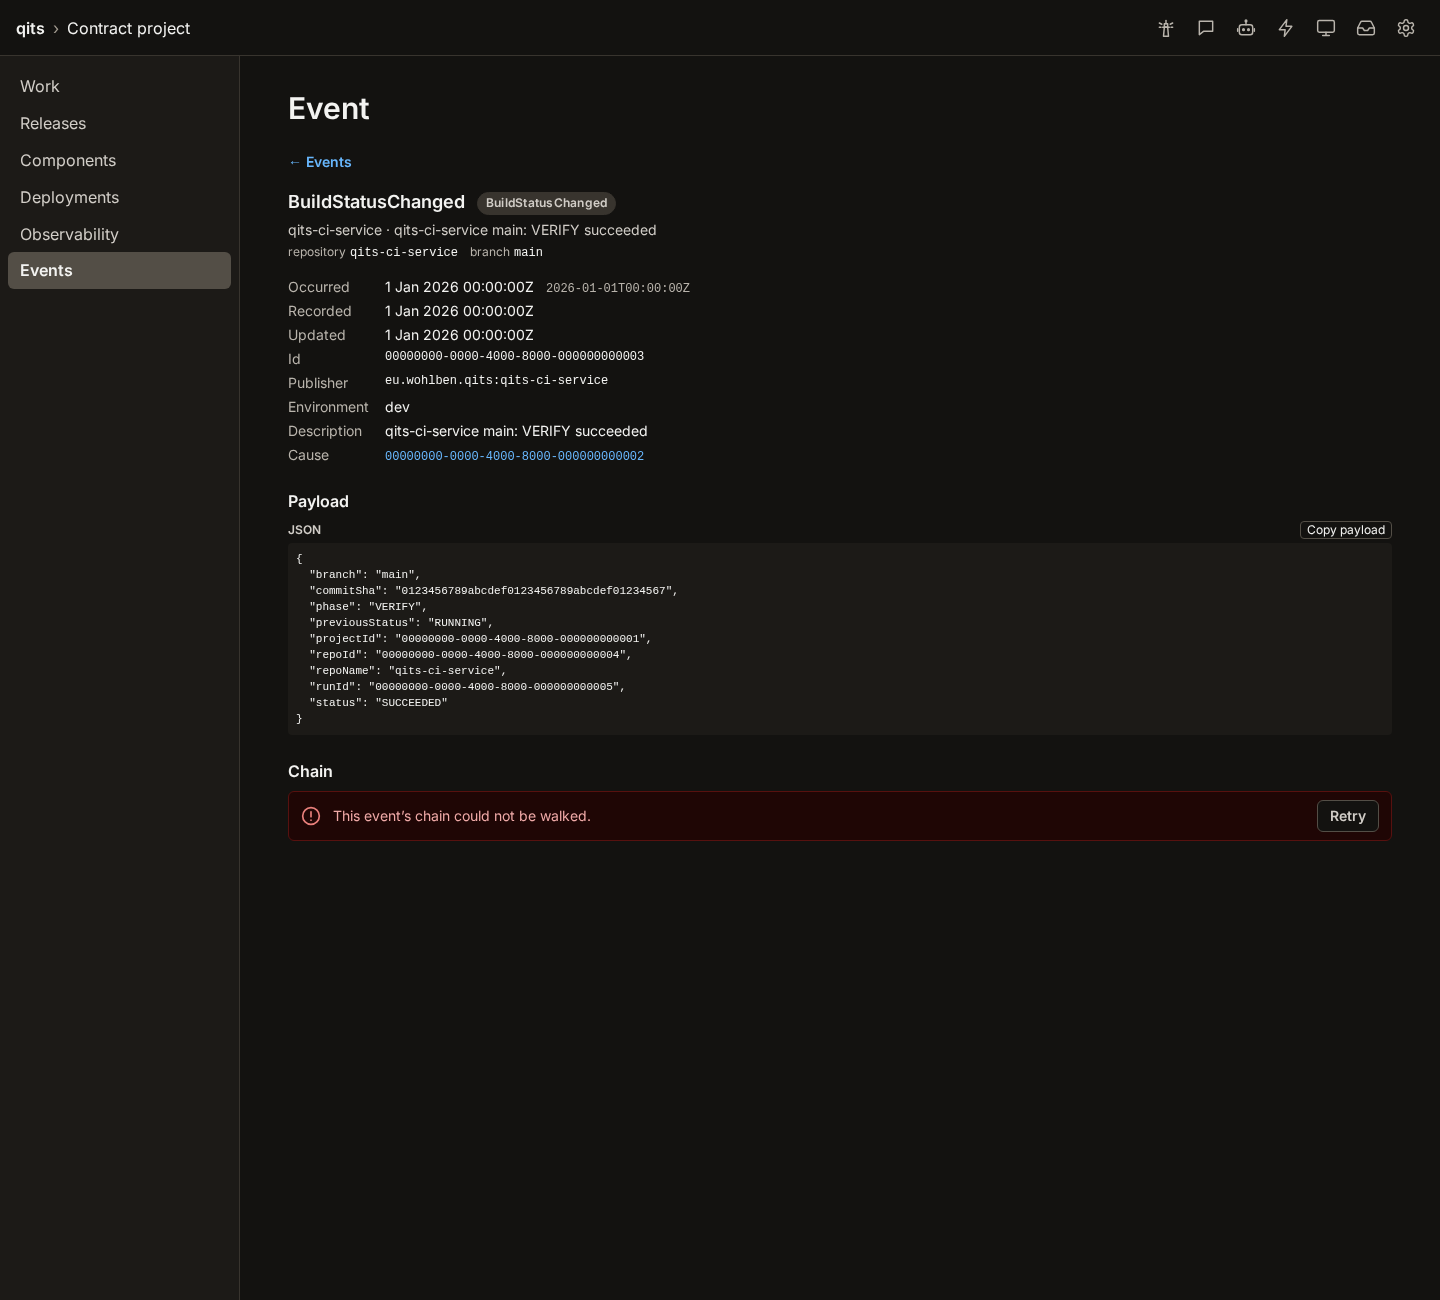 qits › Contract project
Work
Releases
Components
Deployments
Observability
Events
Event
← Events
BuildStatusChanged BuildStatusChanged
qits-ci-service · qits-ci-service main: VERIFY succeeded
repository qits-ci-service branch main
Occurred 1 Jan 2026 00:00:00Z 2026-01-01T00:00:00Z
Recorded 1 Jan 2026 00:00:00Z
Updated 1 Jan 2026 00:00:00Z
Id 00000000-0000-4000-8000-000000000003
Publisher eu.wohlben.qits:qits-ci-service
Environment dev
Description qits-ci-service main: VERIFY succeeded
Cause 00000000-0000-4000-8000-000000000002
Payload
JSON Copy payload
{
"branch": "main",
"commitSha": "0123456789abcdef0123456789abcdef01234567",
"phase": "VERIFY",
"previousStatus": "RUNNING",
"projectId": "00000000-0000-4000-8000-000000000001",
"repoId": "00000000-0000-4000-8000-000000000004",
"repoName": "qits-ci-service",
"runId": "00000000-0000-4000-8000-000000000005",
"status": "SUCCEEDED"
}
Chain
This event’s chain could not be walked. Retry